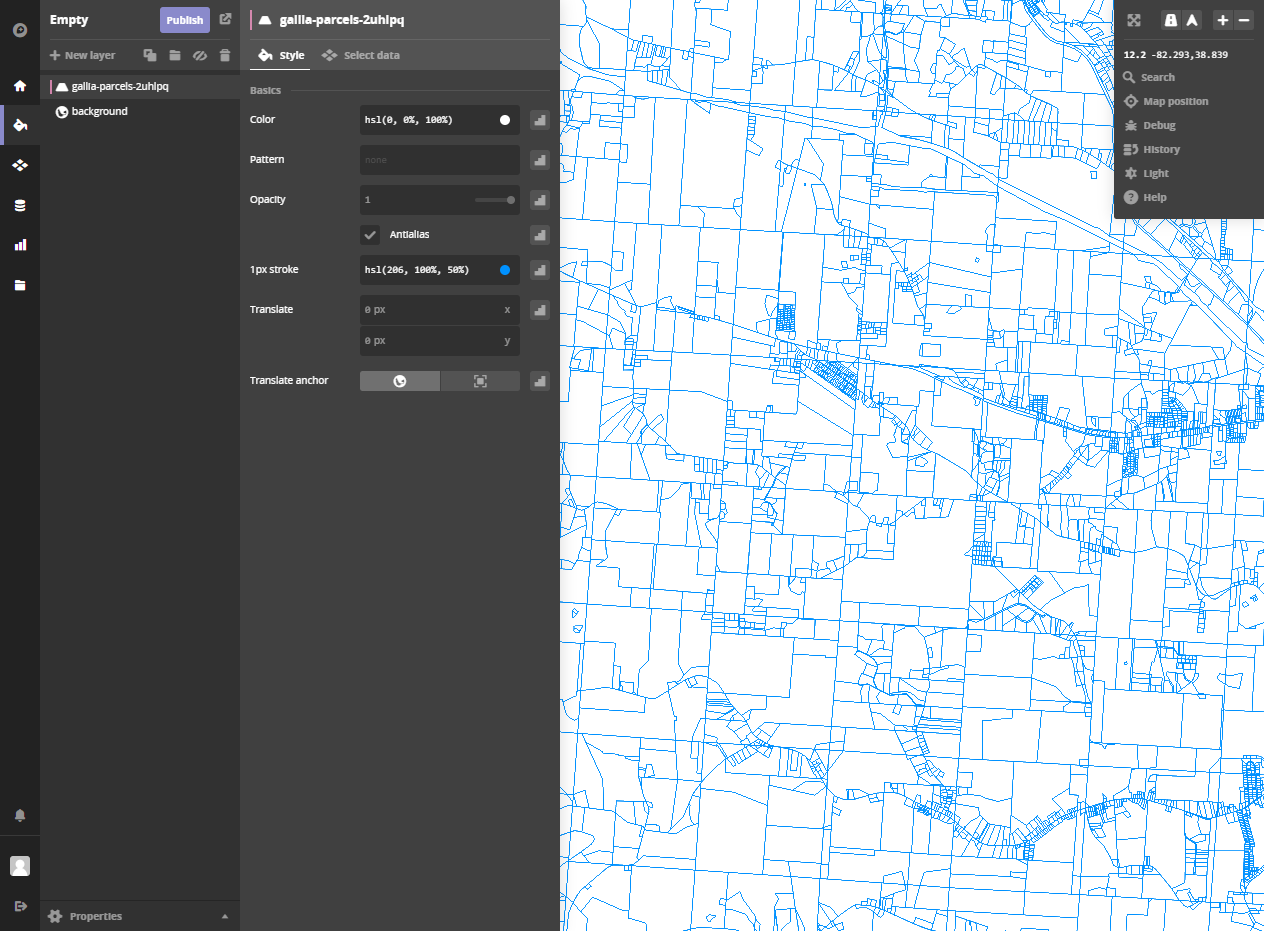 Empty
Publish
New layer
gallia-parcels-2uhlpq
background
Properties
gallia-parcels-2uhlpq
Style
Select data
Basics
Color
hsl(0, 0%, 100%)
Pattern
none
Opacity
1
Antialias
1px stroke
hsl(206, 100%, 50%)
Translate
0 px x
0 px y
Translate anchor
12.2 -82.293,38.839
Search
Map position
Debug
History
Light
Help